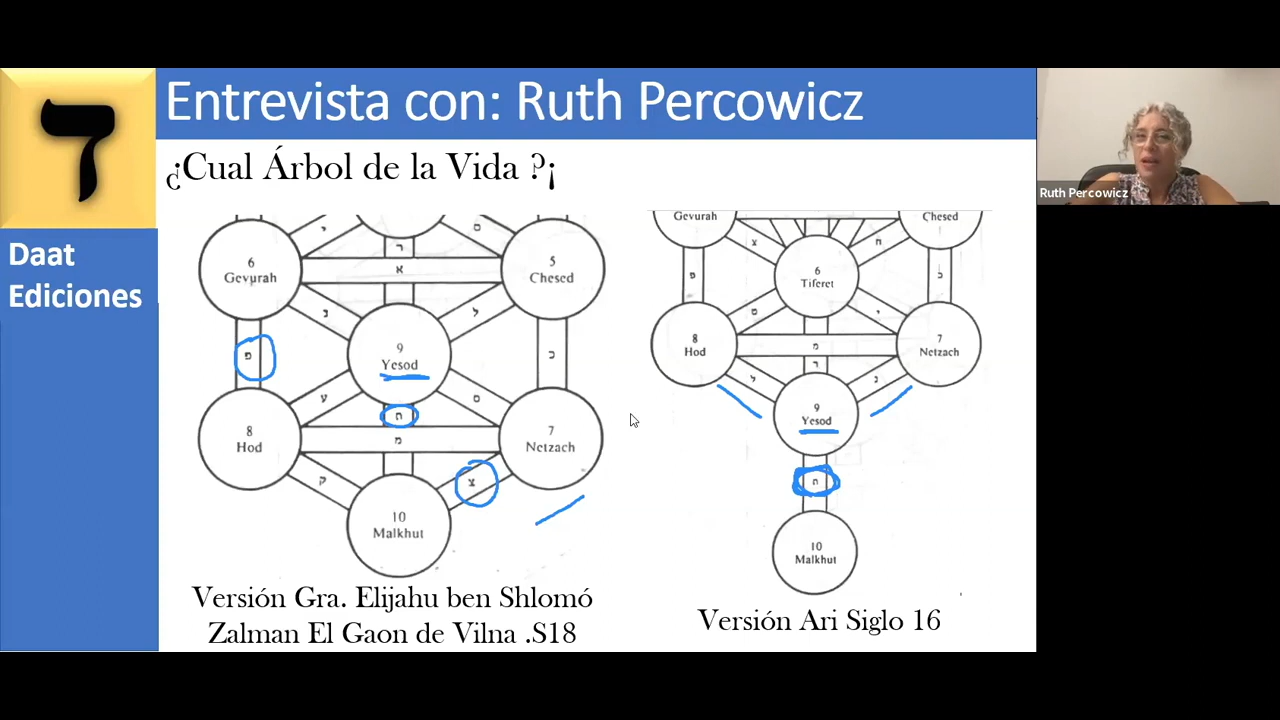 ד
Daat
Ediciones
Entrevista con: Ruth Percowicz
¿Cual Árbol de la Vida ?¡
י
ס
ר
6
Gevurah
א
5
Chesed
נ
ל
9
Yesod
פ
כ
ע
ס
ה
8
Hod
מ
7
Netzach
ק
צ
10
Malkhut
Versión Gra. Elijahu ben Shlomó
Zalman El Gaon de Vilna .S18
Gevurah
Chesed
צ
ח
6
Tiferet
פ
ט
י
8
Hod
מ
7
Netzach
ר
ל
נ
9
Yesod
ה
10
Malkhut
Versión Ari Siglo 16
Ruth Percowicz